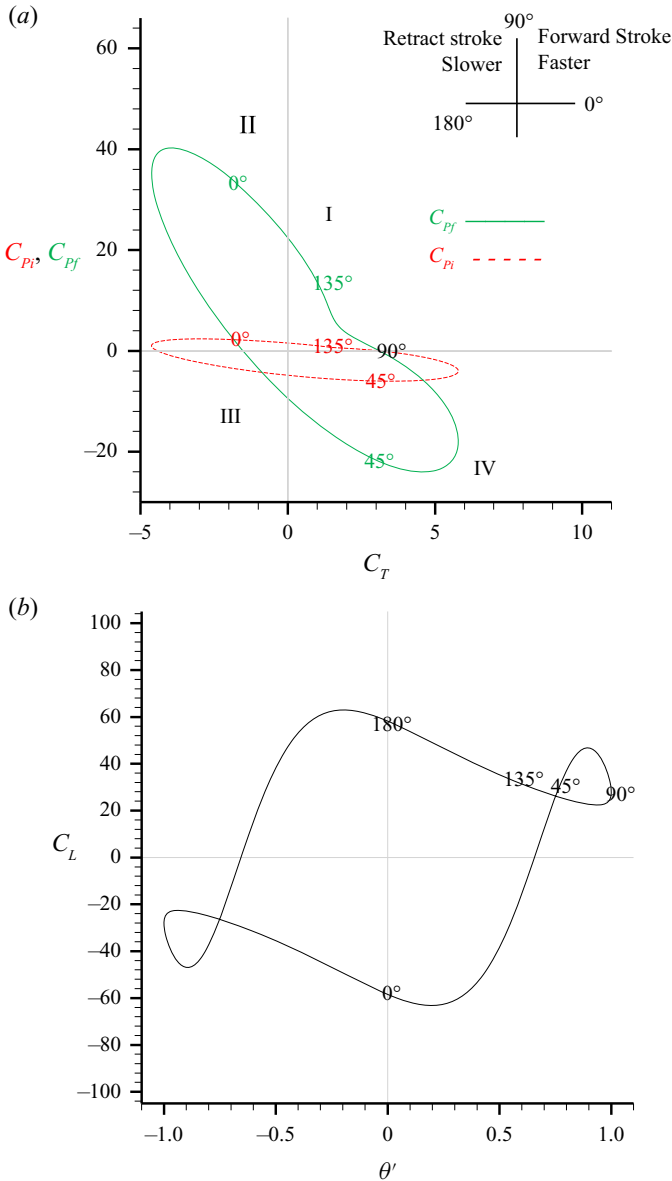 (a)
90°
60
Retract stroke
Forward Stroke
Slower
Faster
0°
180°
II
40
0°
I
C_Pf
20
135°
C_Pi, C_Pf
C_Pi
0°
135°
90°
0
45°
III
45°
IV
–20
–5
0
5
10
C_T
(b)
100
80
60
180°
40
135°
45°
90°
20
C_L
0
–20
–40
0°
–60
–80
–100
–1.0
–0.5
0
0.5
1.0
θ′